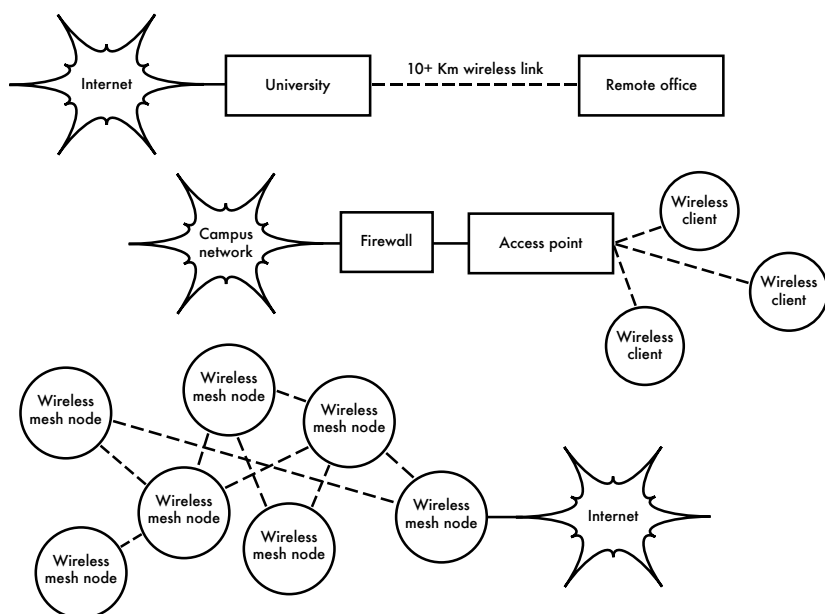 Internet
University
10+ Km wireless link
Remote office
Campus
network
Firewall
Access point
Wireless
client
Wireless
client
Wireless
client
Wireless
mesh node
Wireless
mesh node
Wireless
mesh node
Wireless
mesh node
Wireless
mesh node
Wireless
mesh node
Wireless
mesh node
Internet